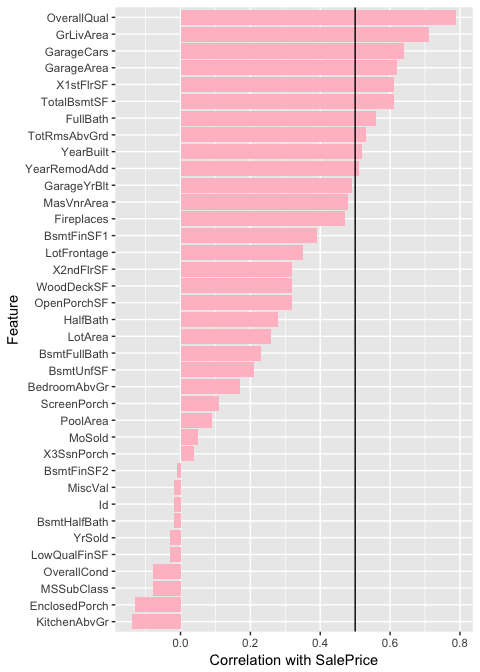 OverallQual
GrLivArea
GarageCars
GarageArea
X1stFlrSF
TotalBsmtSF
FullBath
TotRmsAbvGrd
YearBuilt
YearRemodAdd
GarageYrBlt
MasVnrArea
Fireplaces
BsmtFinSF1
LotFrontage
X2ndFlrSF
WoodDeckSF
OpenPorchSF
HalfBath
LotArea
BsmtFullBath
BsmtUnfSF
BedroomAbvGr
ScreenPorch
PoolArea
MoSold
X3SsnPorch
BsmtFinSF2
MiscVal
Id
BsmtHalfBath
YrSold
LowQualFinSF
OverallCond
MSSubClass
EnclosedPorch
KitchenAbvGr
Feature
0.0 0.2 0.4 0.6 0.8
Correlation with SalePrice